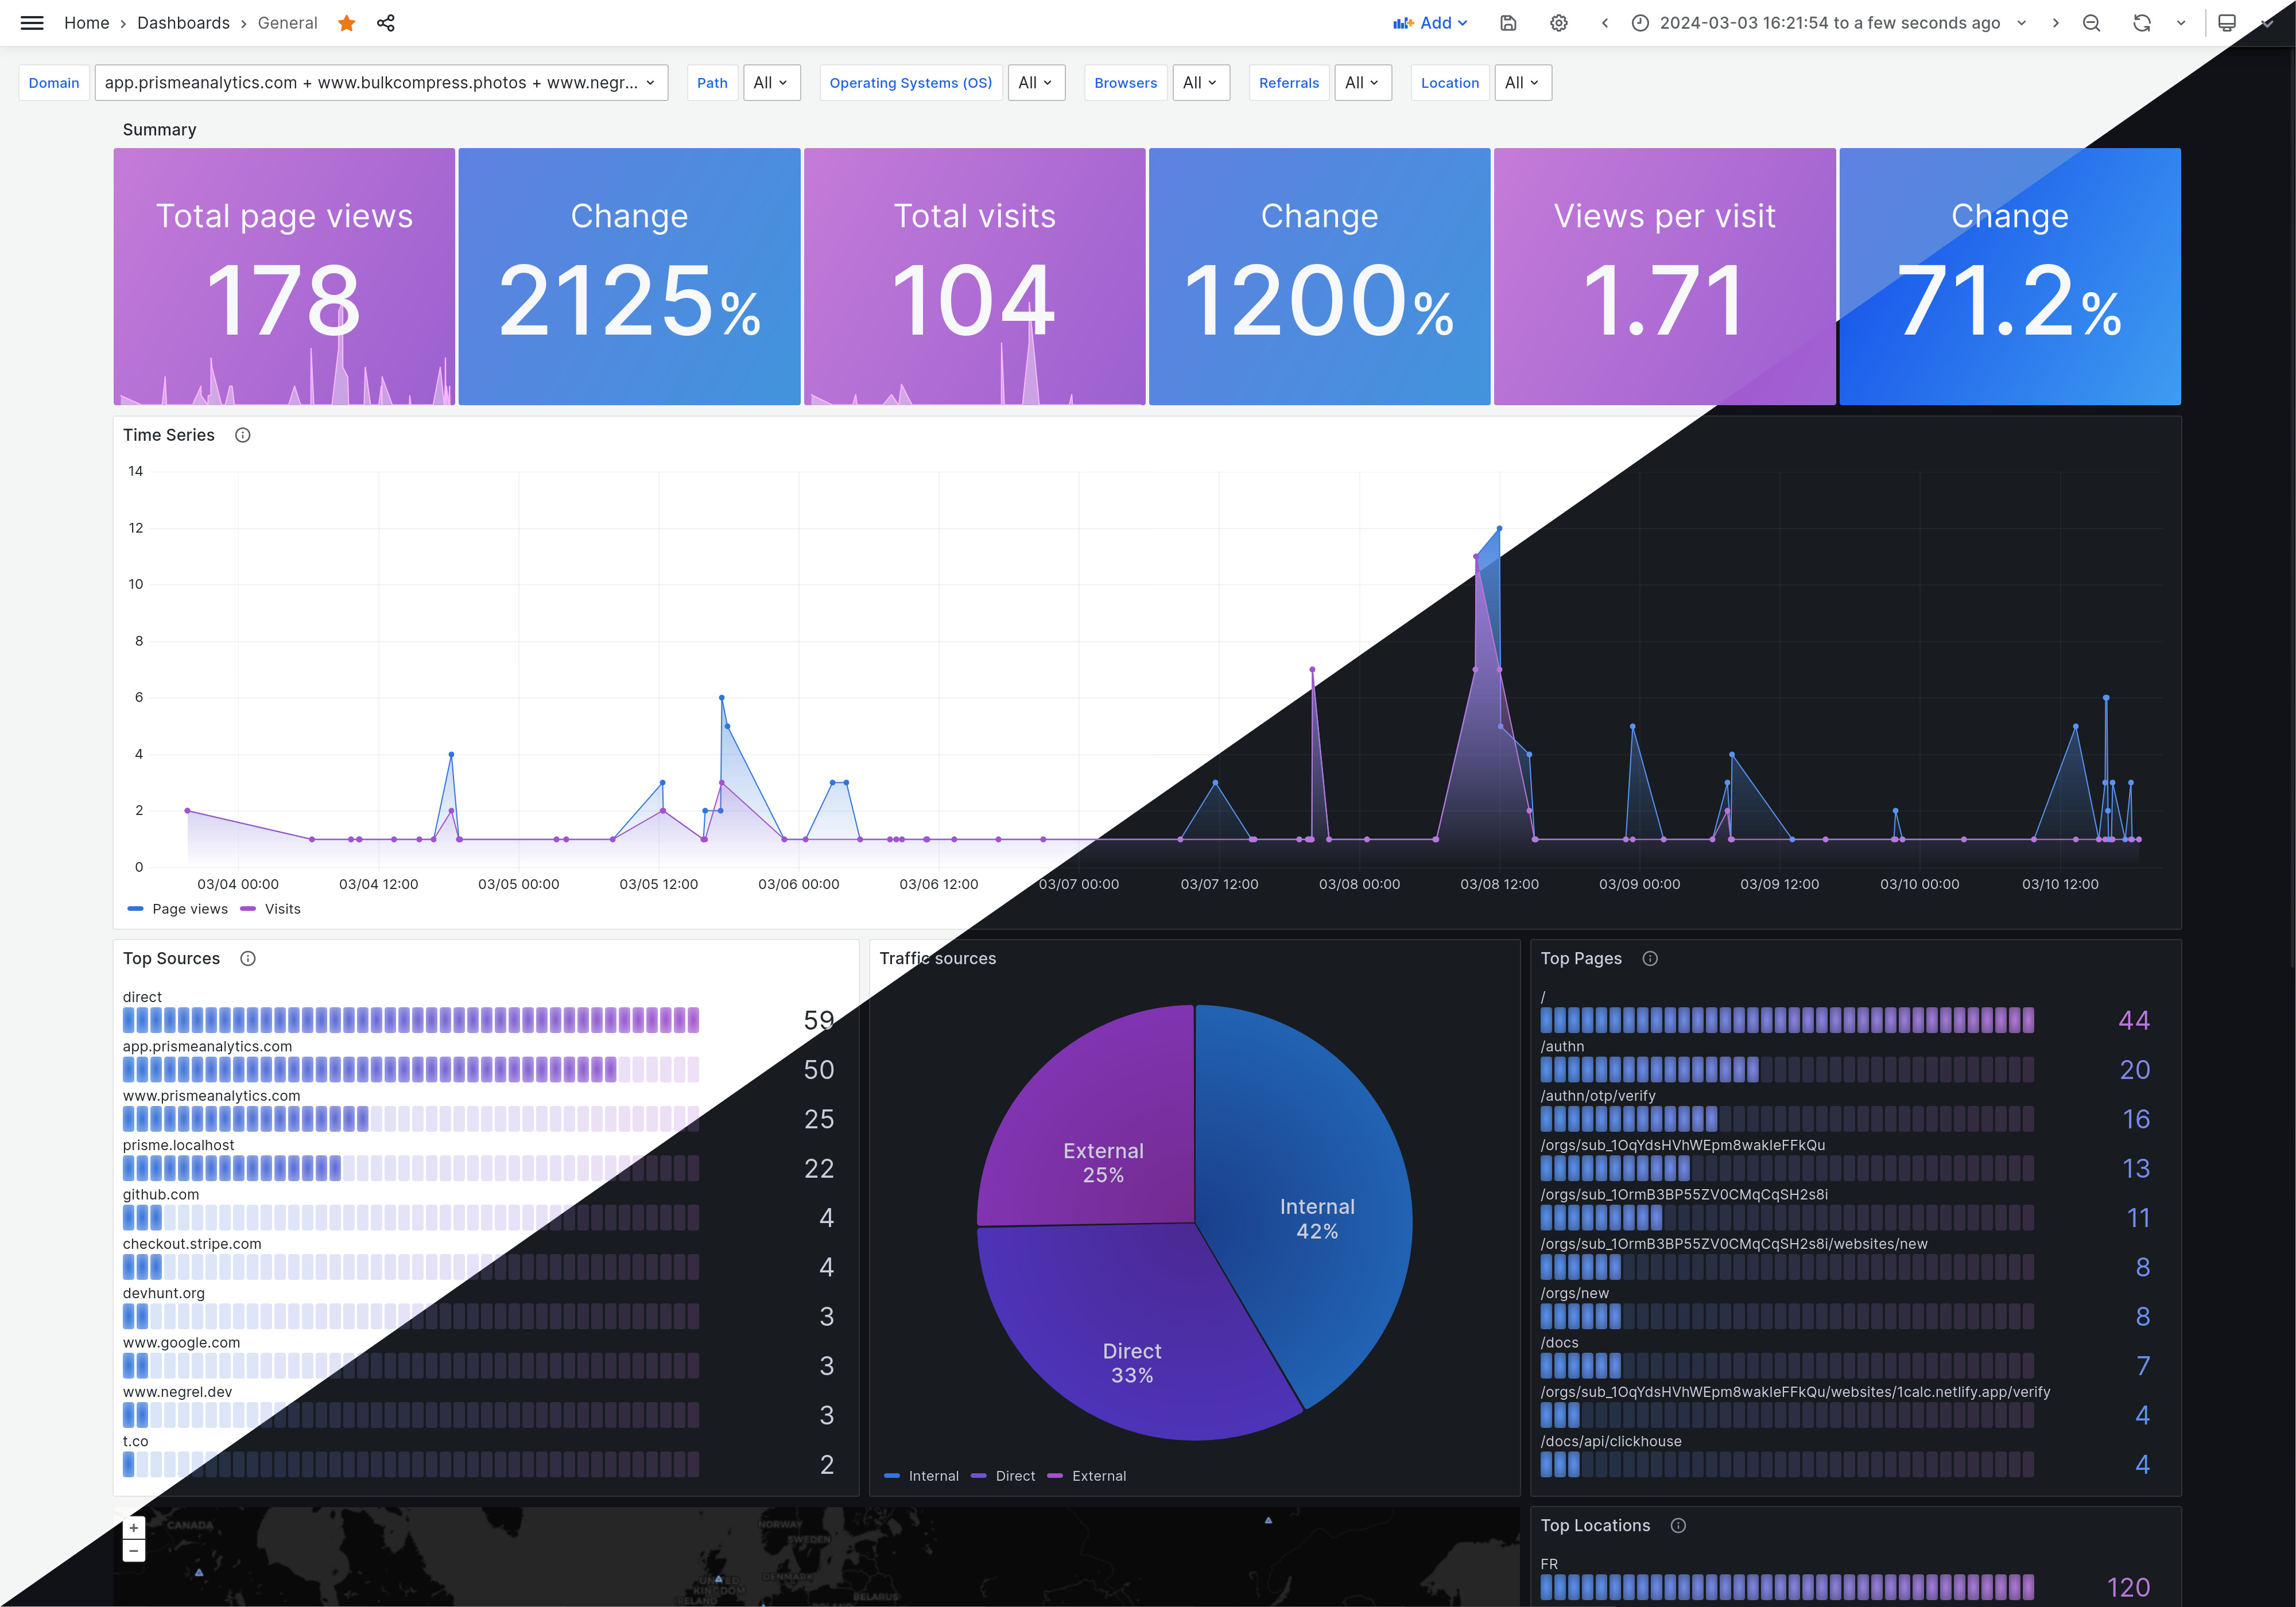 Home › Dashboards › General
Add
2024-03-03 16:21:54 to a few seconds ago
Domain app.prismeanalytics.com + www.bulkcompress.photos + www.negr... Path All Operating Systems (OS) All Browsers All Referrals All Location All
Summary
Total page views
178
Change
2125%
Total visits
104
Change
1200%
Views per visit
1.71
Change
71.2%
Time Series
14
12
10
8
6
4
2
0
03/04 00:00 03/04 12:00 03/05 00:00 03/05 12:00 03/06 00:00 03/06 12:00 03/07 00:00 03/07 12:00 03/08 00:00 03/08 12:00 03/09 00:00 03/09 12:00 03/10 00:00 03/10 12:00
Page views Visits
Top Sources
direct
59
app.prismeanalytics.com
50
www.prismeanalytics.com
25
prisme.localhost
22
github.com
4
checkout.stripe.com
4
devhunt.org
3
www.google.com
3
www.negrel.dev
3
t.co
2
Traffic sources
External
25%
Internal
42%
Direct
33%
Internal Direct External
Top Pages
/
44
/authn
20
/authn/otp/verify
16
/orgs/sub_1OqYdsHVhWEpm8wakIeFFkQu
13
/orgs/sub_1OrmB3BP55ZV0CMqCqSH2s8i
11
/orgs/sub_1OrmB3BP55ZV0CMqCqSH2s8i/websites/new
8
/orgs/new
8
/docs
7
/orgs/sub_1OqYdsHVhWEpm8wakIeFFkQu/websites/1calc.netlify.app/verify
4
/docs/api/clickhouse
4
+
−
CANADA
NORWAY
SWEDEN
UNITED
KINGDOM
DENMARK
IRELAND
BELARUS
Top Locations
FR
120